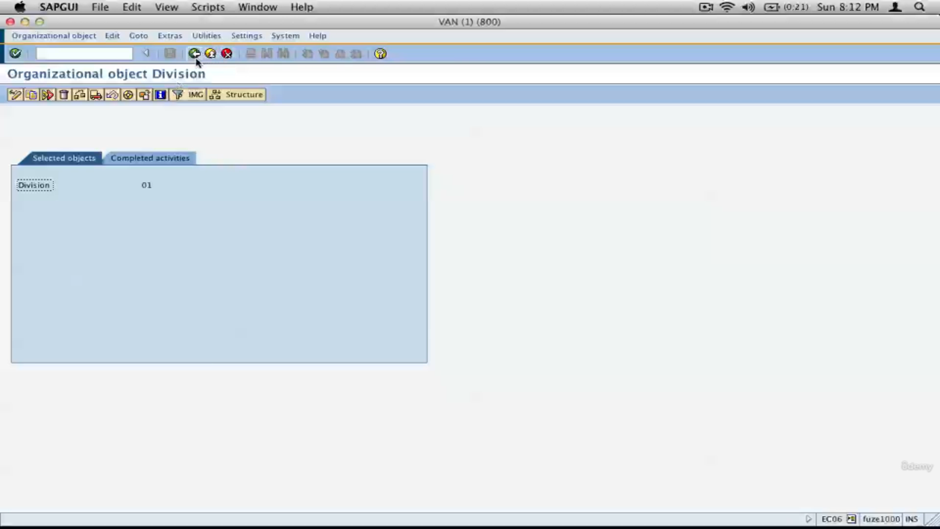 SAPGUI File Edit View Scripts Window Help (0:21) Sun 8:12 PM
VAN (1) (800)
Organizational object Edit Goto Extras Utilities Settings System Help
Organizational object Division
IMG Structure
Selected objects Completed activities
Division 01
Udemy
EC06 fuze1000 INS